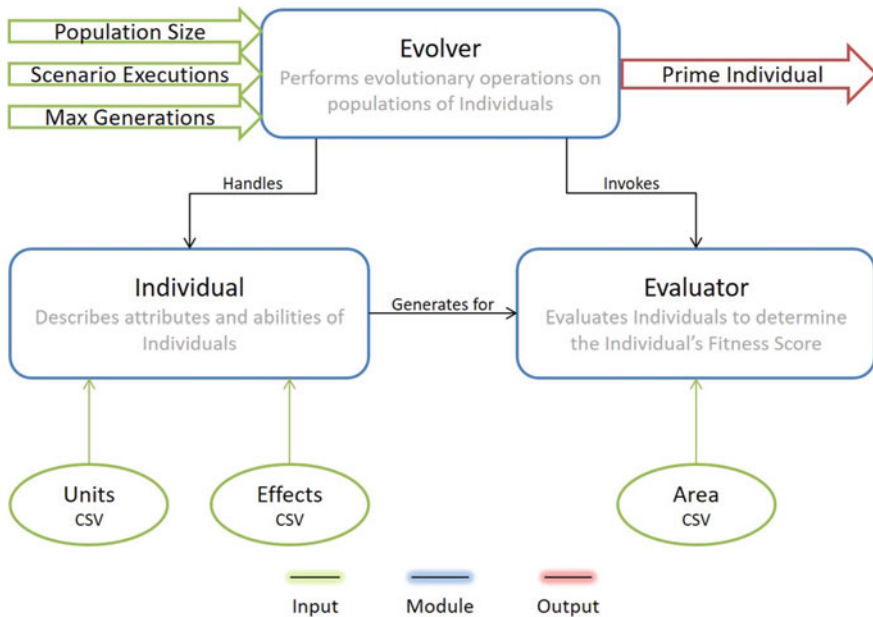 Population Size
Scenario Executions
Max Generations
Evolver
Performs evolutionary operations on
populations of Individuals
Prime Individual
Handles
Invokes
Individual
Describes attributes and abilities of
Individuals
Generates for
Evaluator
Evaluates Individuals to determine
the Individual's Fitness Score
Units
CSV
Effects
CSV
Area
CSV
Input
Module
Output